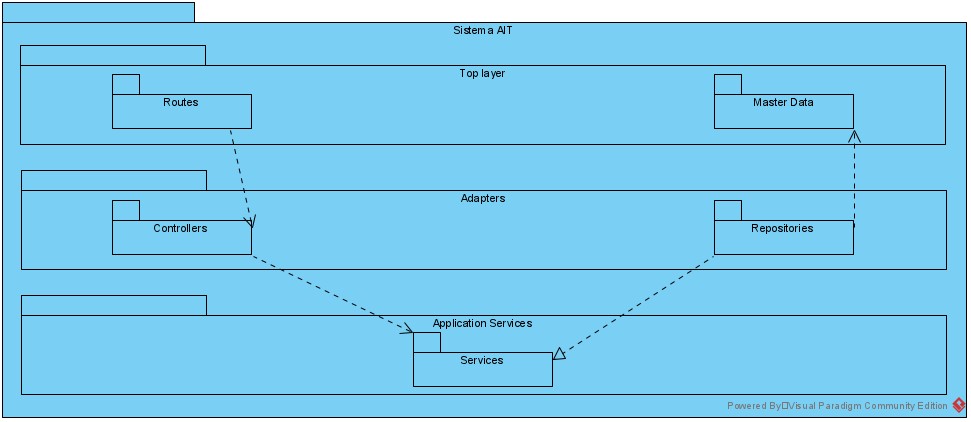 Sistema AIT
Top layer
Routes
Master Data
Adapters
Controllers
Repositories
Application Services
Services
Powered By Visual Paradigm Community Edition